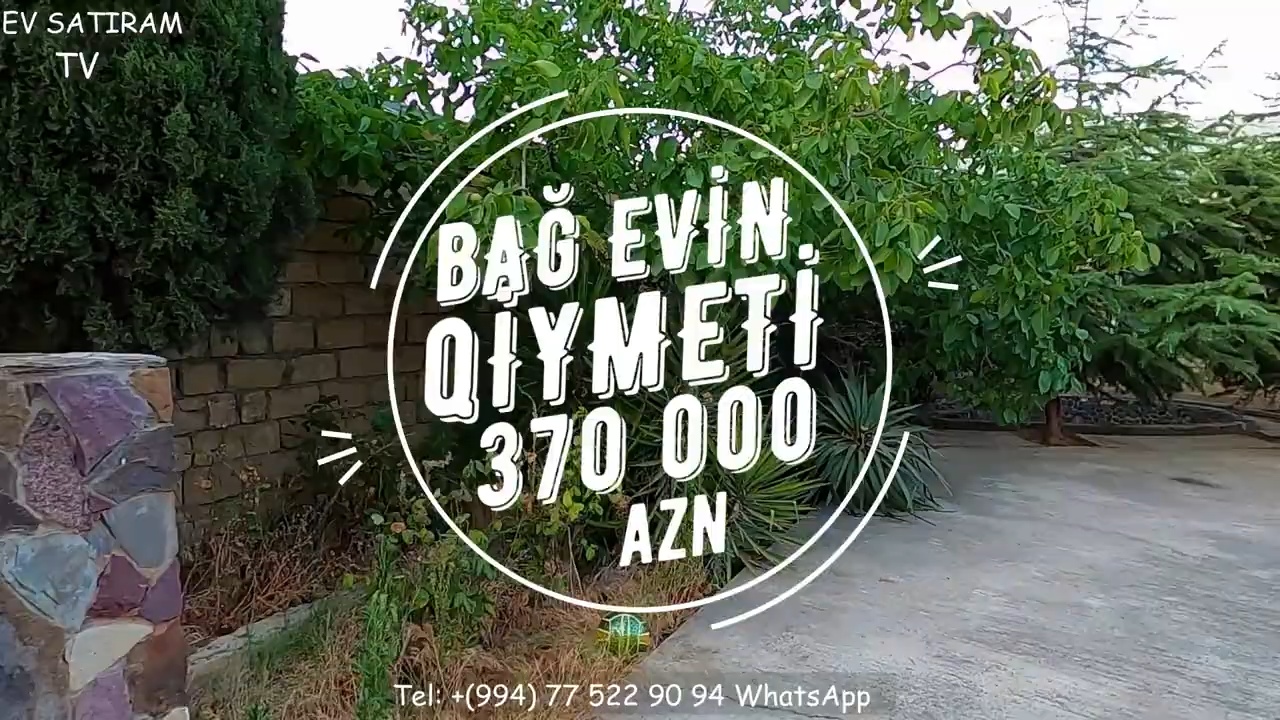 EV SATIRAM
TV
BAĞ EVİN
QİYMETİ
370 000
AZN
Tel: +(994) 77 522 90 94 WhatsApp